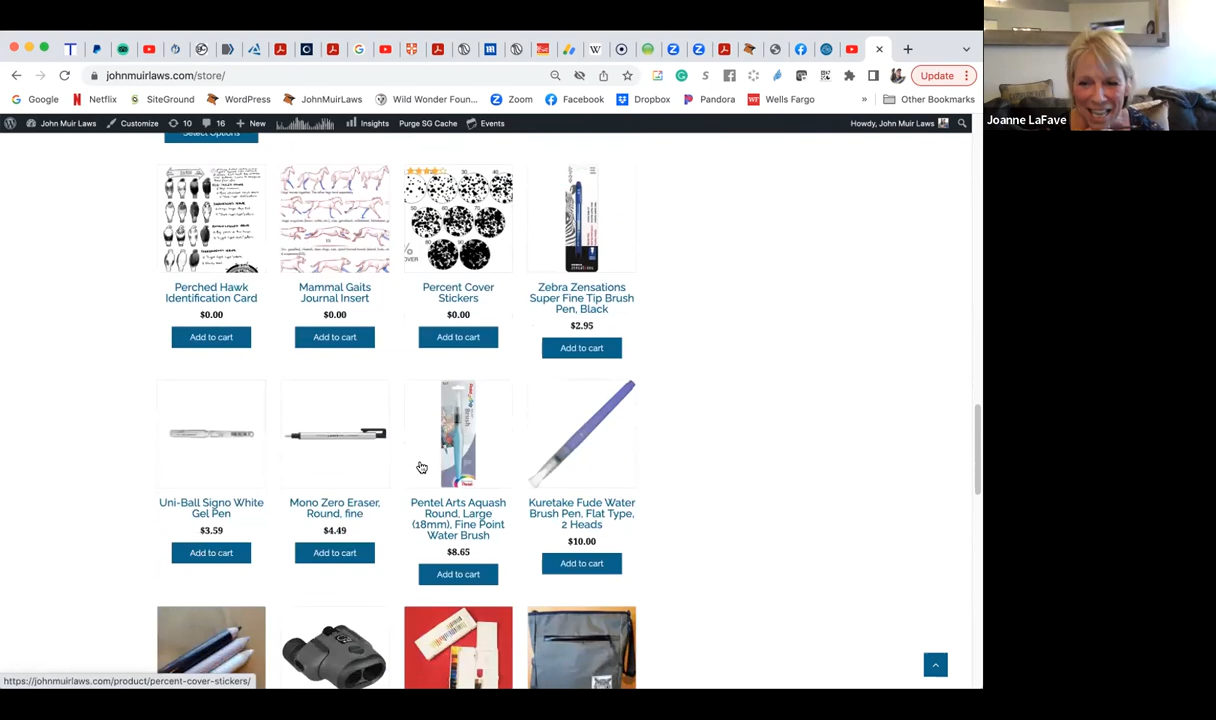 johnmuirlaws.com/store/
Update
Google
Netflix
SiteGround
WordPress
JohnMuirLaws
Wild Wonder Foun...
Zoom
Facebook
Dropbox
Pandora
Wells Fargo
»
Other Bookmarks
John Muir Laws
Customize
10
16
+ New
Insights
Purge SG Cache
Events
Howdy, John Muir Laws
Joanne LaFave
Select Options
Perched Hawk
Identification Card
$0.00
Add to cart
Mammal Gaits
Journal Insert
$0.00
Add to cart
Percent Cover
Stickers
$0.00
Add to cart
Zebra Zensations
Super Fine Tip Brush
Pen, Black
$2.95
Add to cart
Uni-Ball Signo White
Gel Pen
$3.59
Add to cart
Mono Zero Eraser,
Round, fine
$4.49
Add to cart
Pentel Arts Aquash
Round, Large
(18mm), Fine Point
Water Brush
$8.65
Add to cart
Kuretake Fude Water
Brush Pen, Flat Type,
2 Heads
$10.00
Add to cart
https://johnmuirlaws.com/product/percent-cover-stickers/